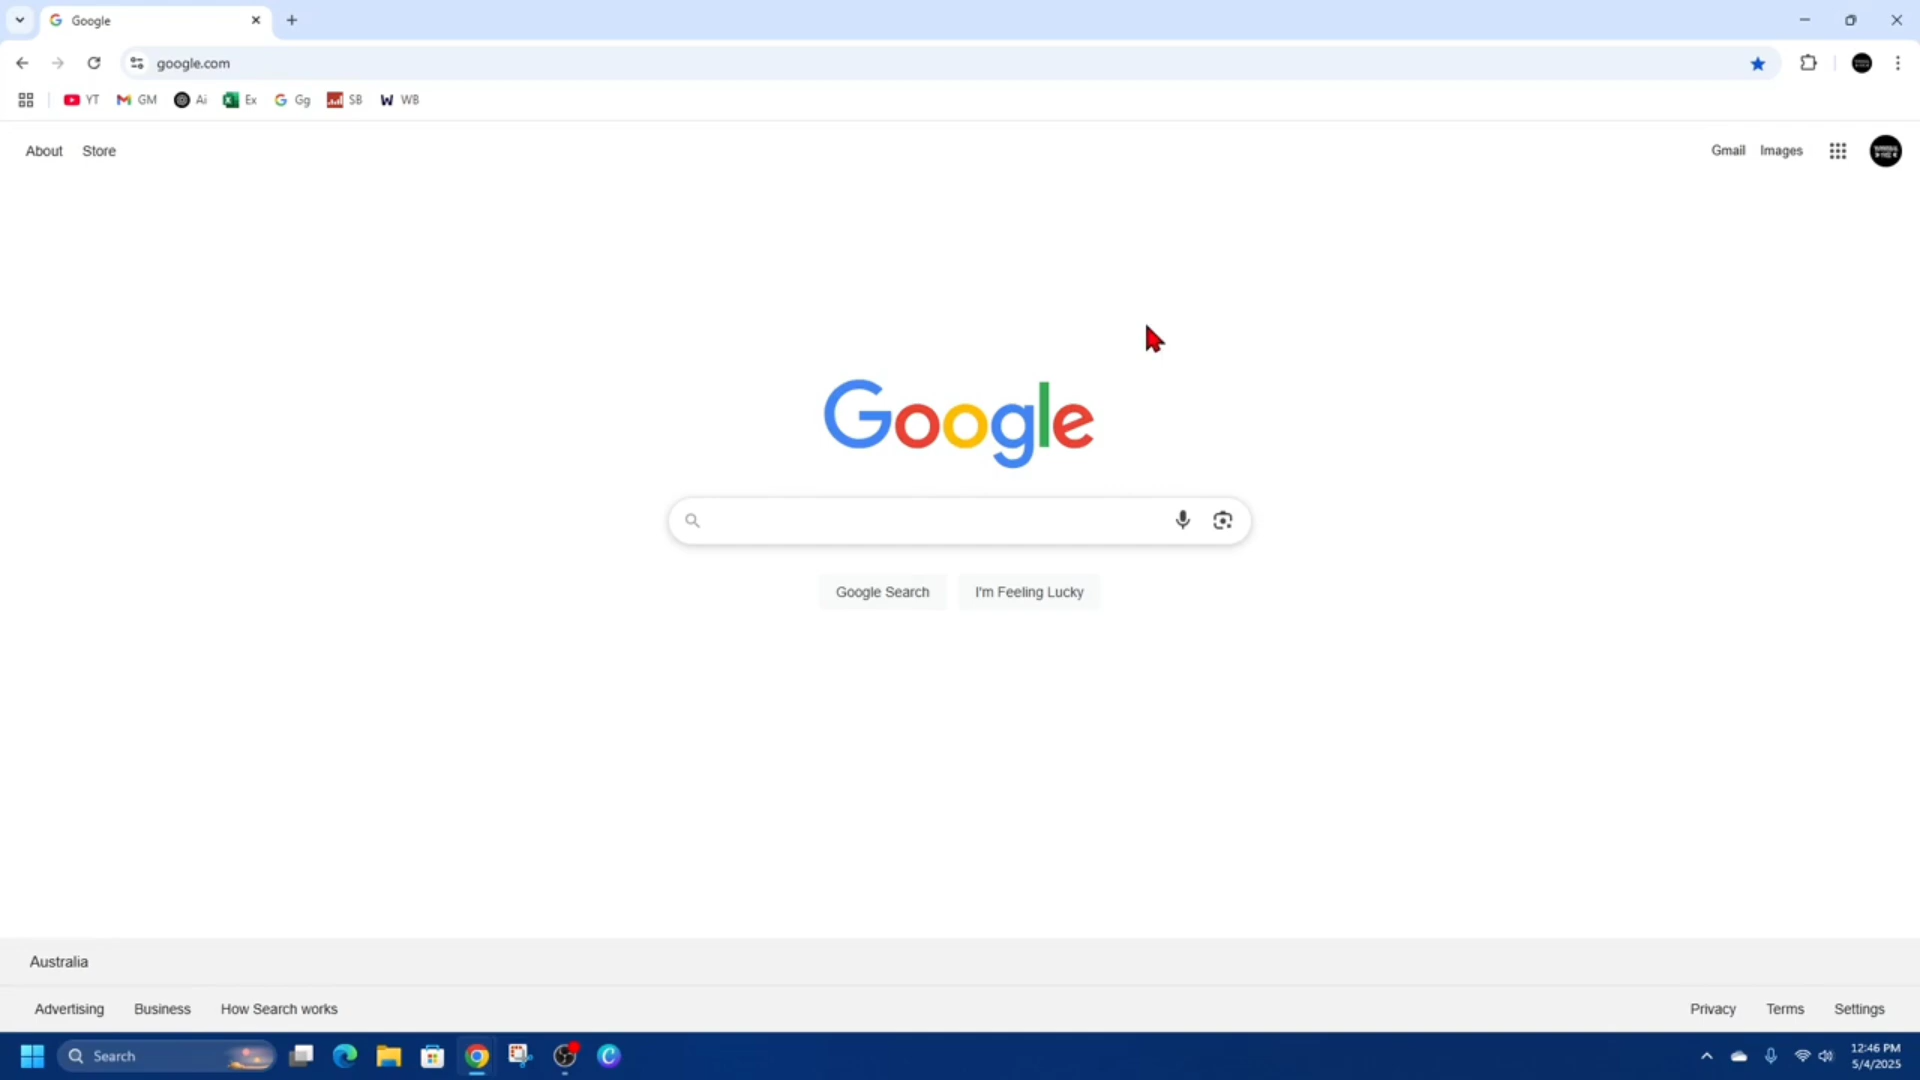 Google
google.com
YT GM Ai Ex Gg SB WB
About Store
Gmail Images
Google
Google Search I'm Feeling Lucky
Australia
Advertising Business How Search works
Privacy Terms Settings
Search
12:46 PM
5/4/2025